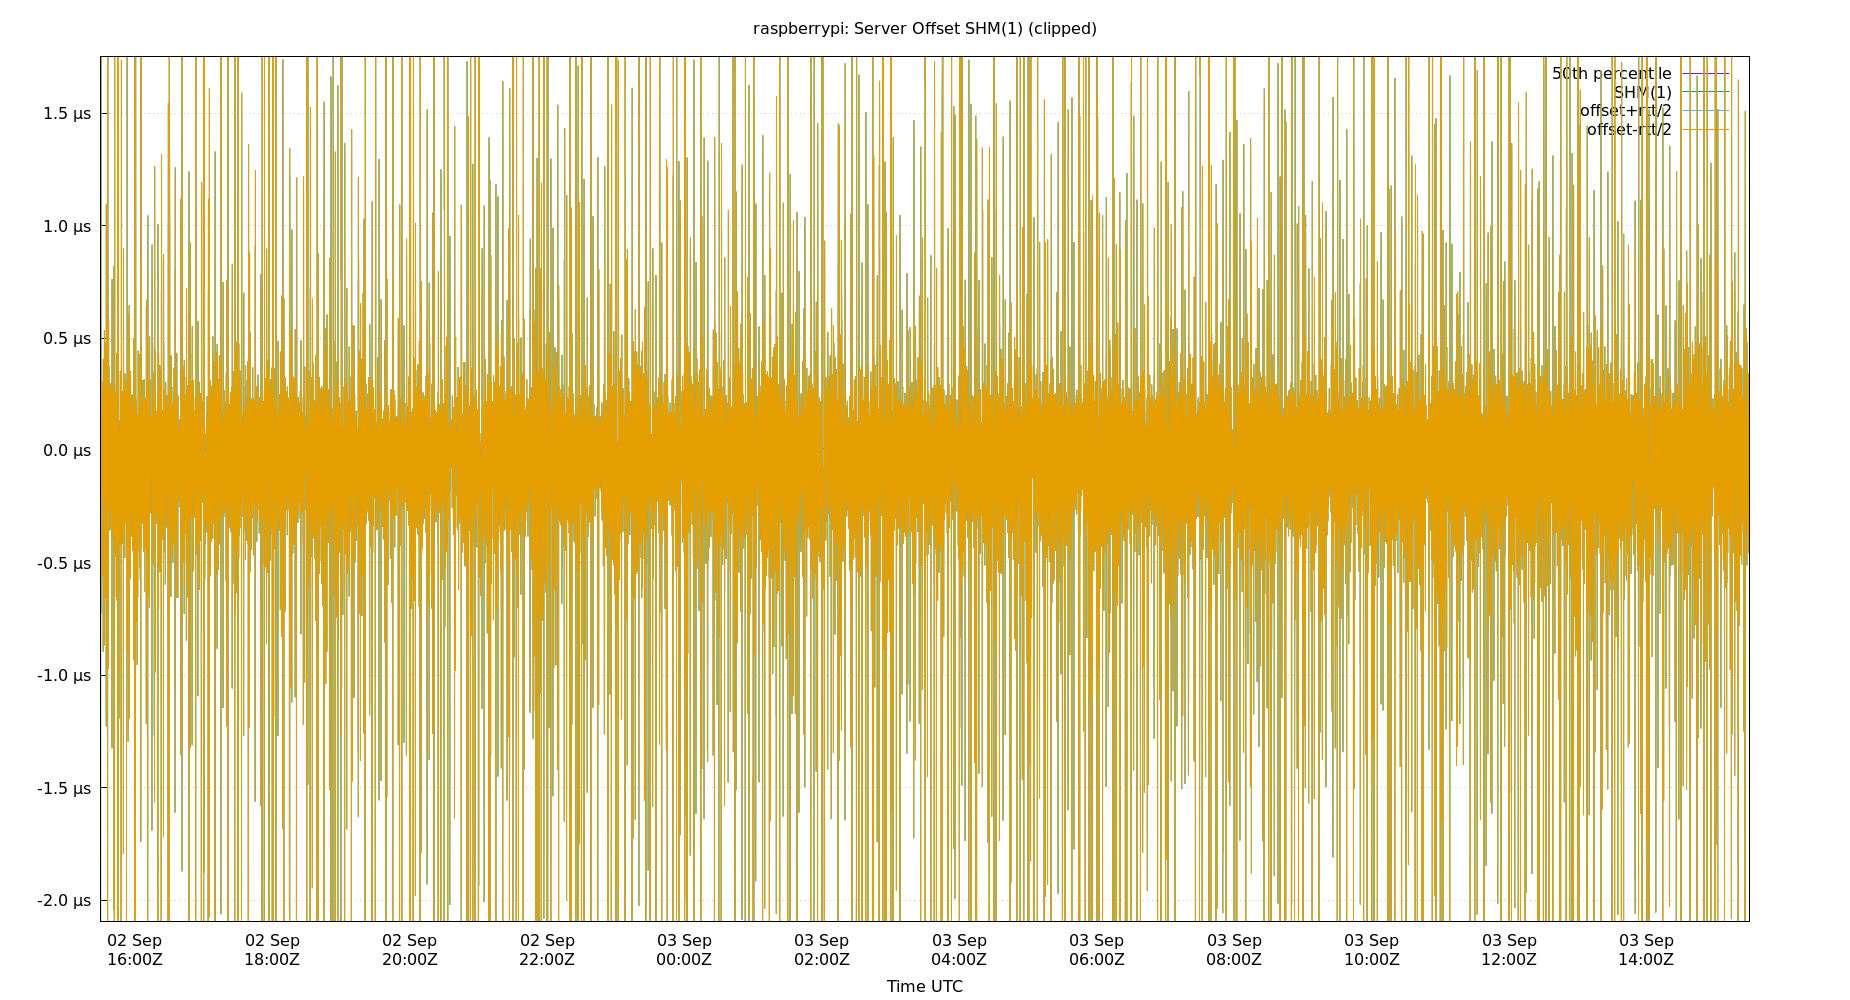 raspberrypi: Server Offset SHM(1) (clipped)
50th percentile
SHM(1)
offset+rtt/2
offset-rtt/2
1.5 µs
1.0 µs
0.5 µs
0.0 µs
-0.5 µs
-1.0 µs
-1.5 µs
-2.0 µs
02 Sep 02 Sep 02 Sep 02 Sep 03 Sep 03 Sep 03 Sep 03 Sep 03 Sep 03 Sep 03 Sep 03 Sep
16:00Z 18:00Z 20:00Z 22:00Z 00:00Z 02:00Z 04:00Z 06:00Z 08:00Z 10:00Z 12:00Z 14:00Z
Time UTC